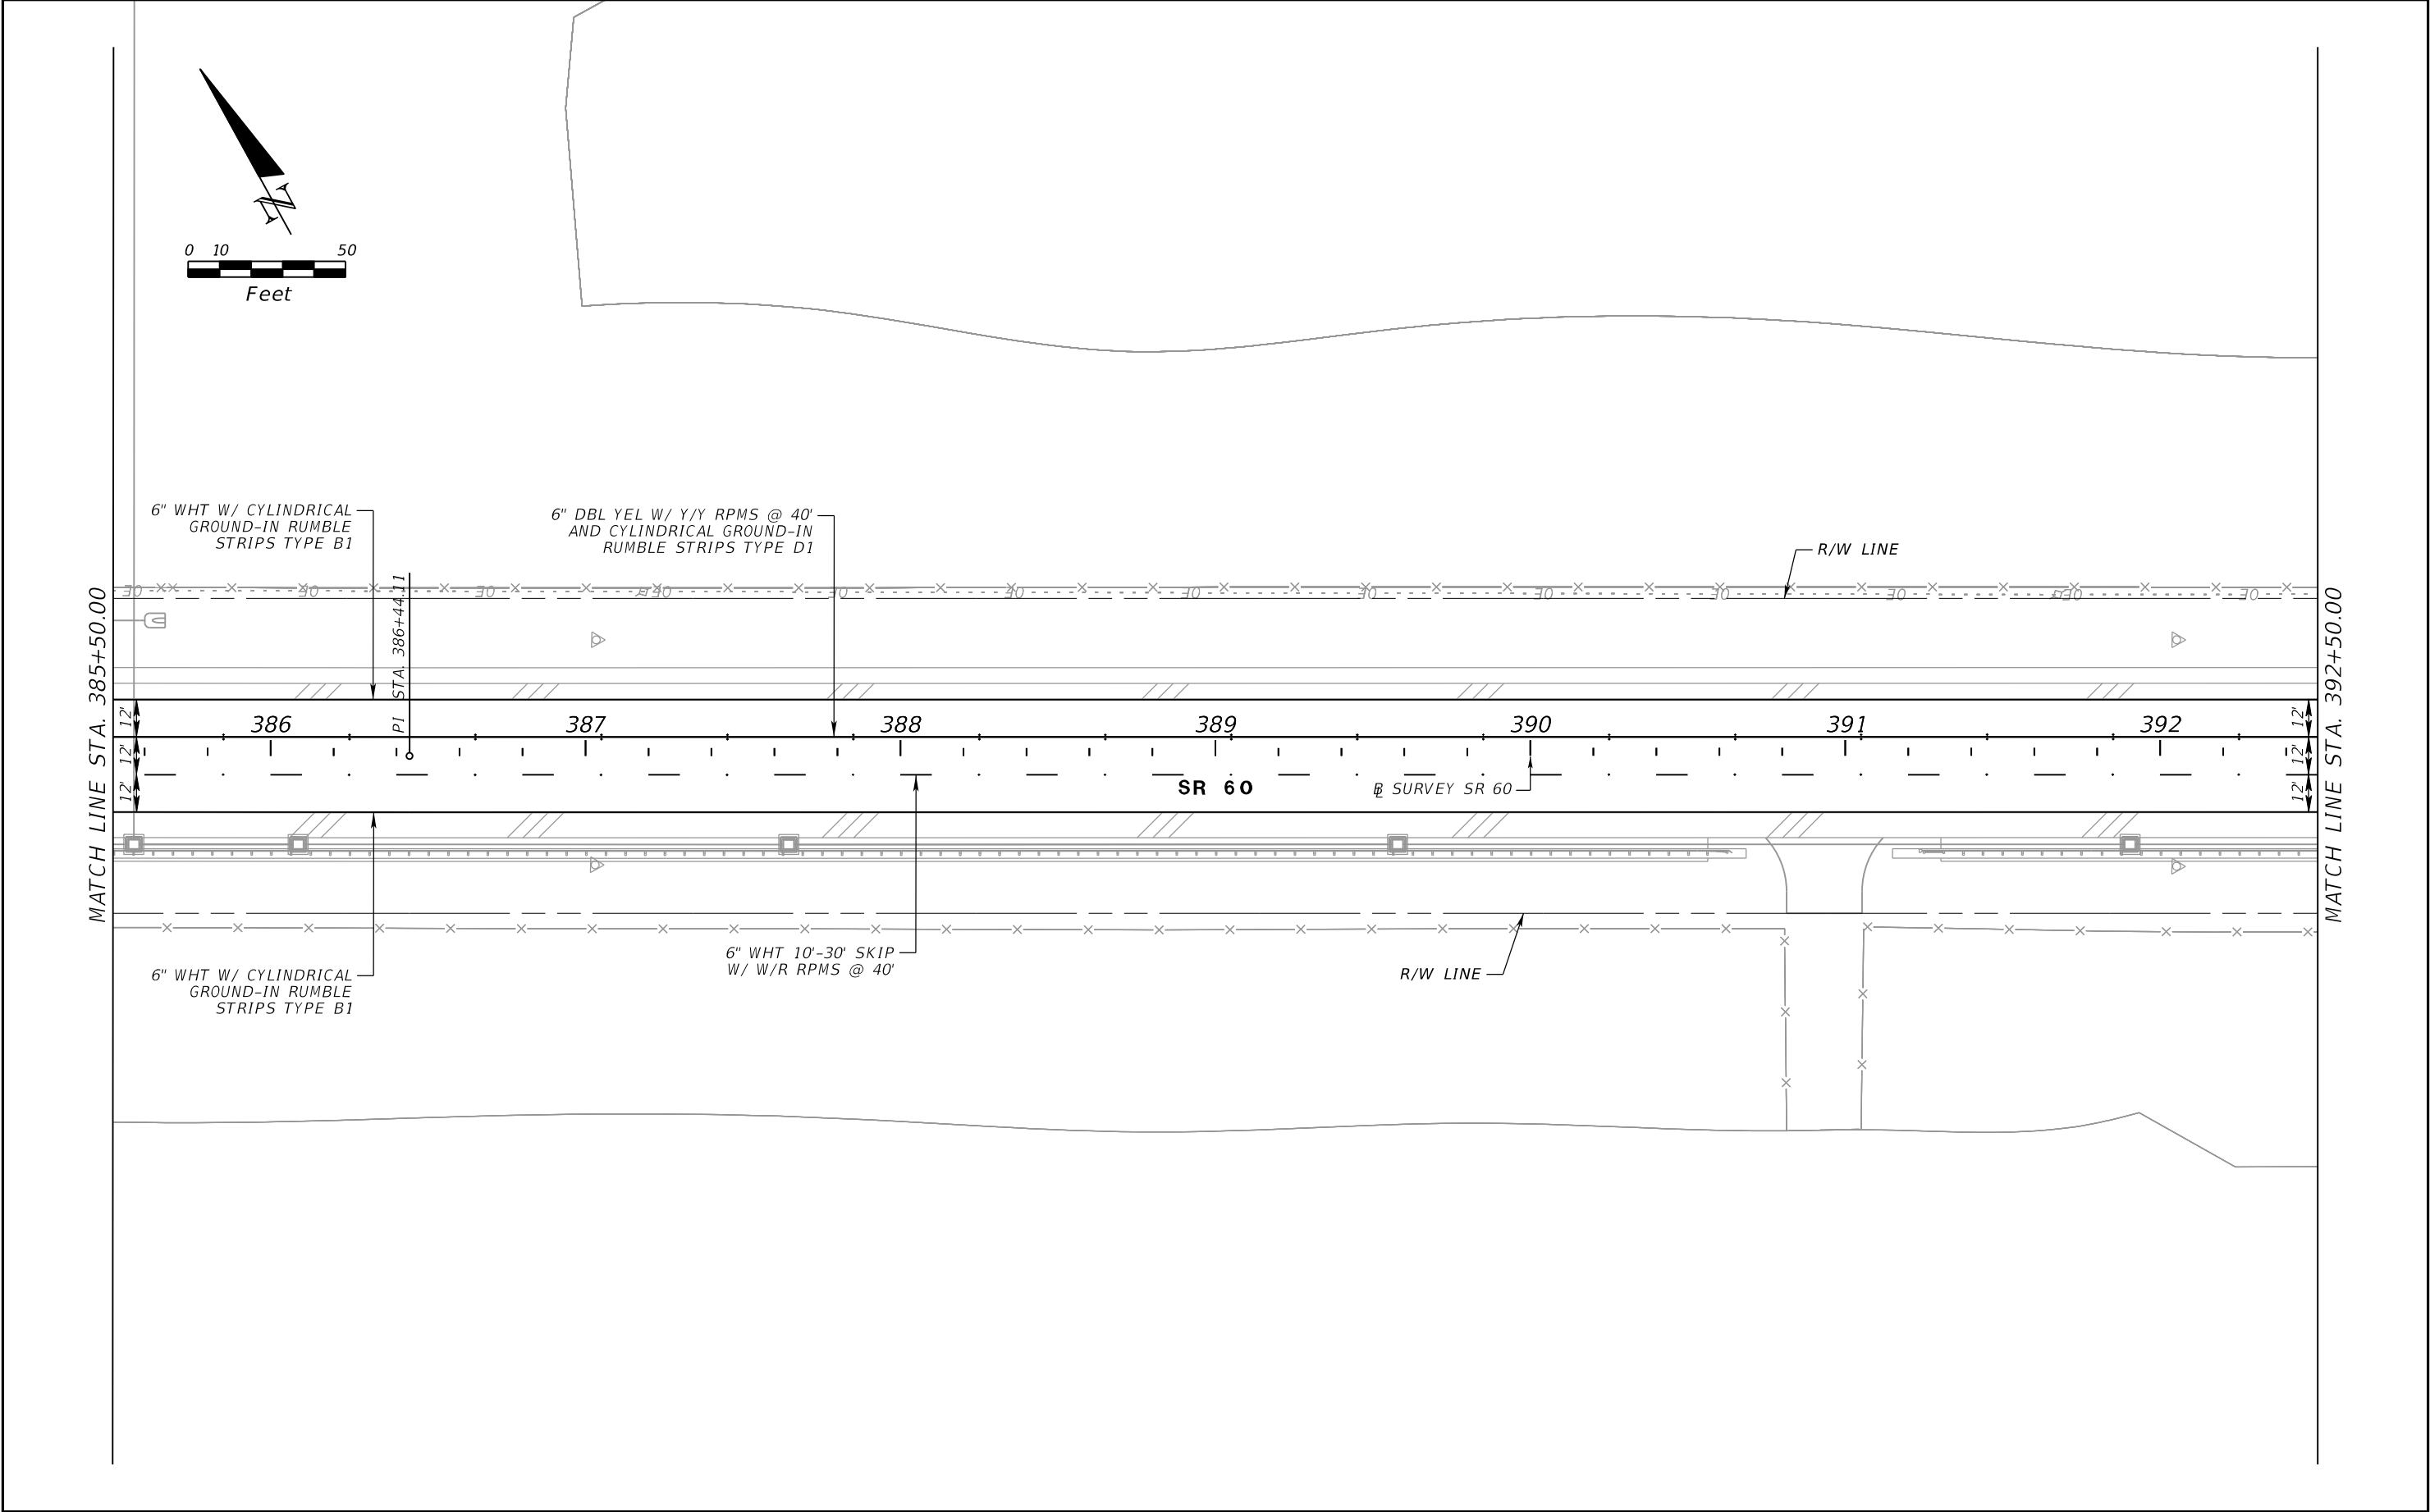 N
0 10 50
Feet
6" WHT W/ CYLINDRICAL
GROUND-IN RUMBLE
STRIPS TYPE B1
6" DBL YEL W/ Y/Y RPMS @ 40'
AND CYLINDRICAL GROUND-IN
RUMBLE STRIPS TYPE D1
R/W LINE
MATCH LINE STA. 385+50.00
PI STA. 386+44.11
MATCH LINE STA. 392+50.00
12'
12'
12'
386 387 388 389 390 391 392
12'
12'
12'
SR 60
BL SURVEY SR 60
6" WHT 10'-30' SKIP
W/ W/R RPMS @ 40'
R/W LINE
6" WHT W/ CYLINDRICAL
GROUND-IN RUMBLE
STRIPS TYPE B1